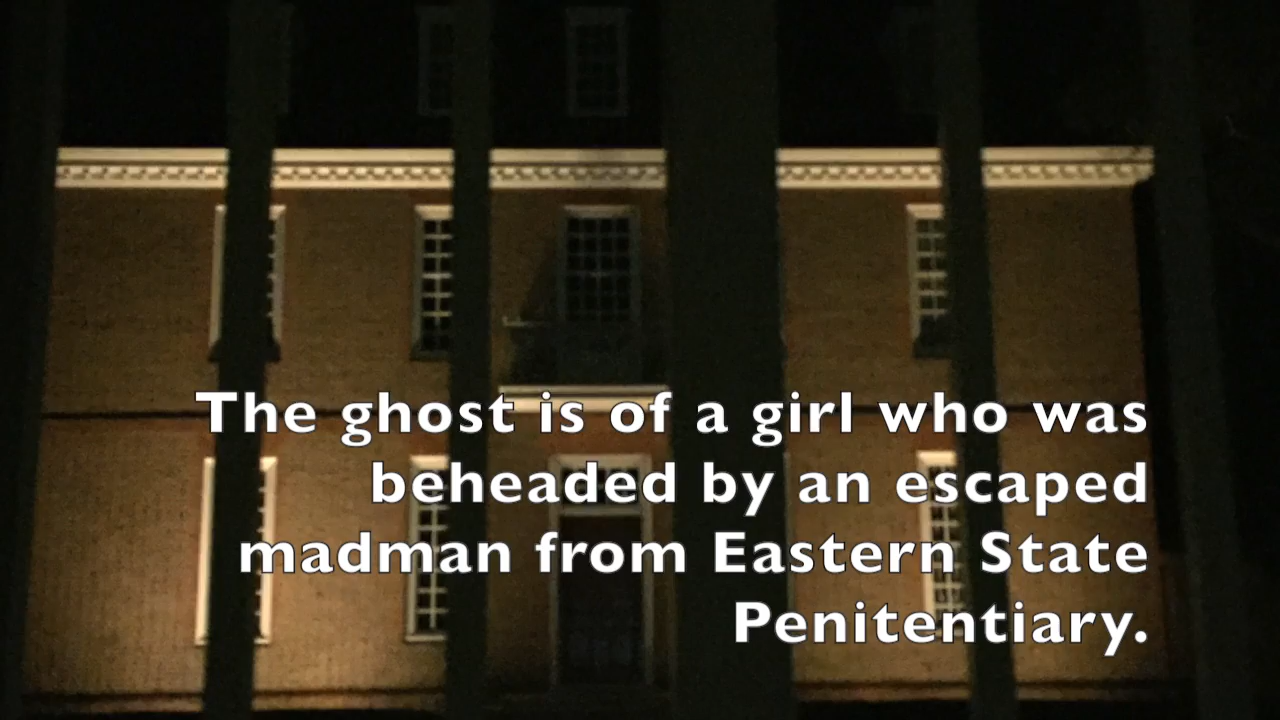 The ghost is of a girl who was
beheaded by an escaped
madman from Eastern State
Penitentiary.